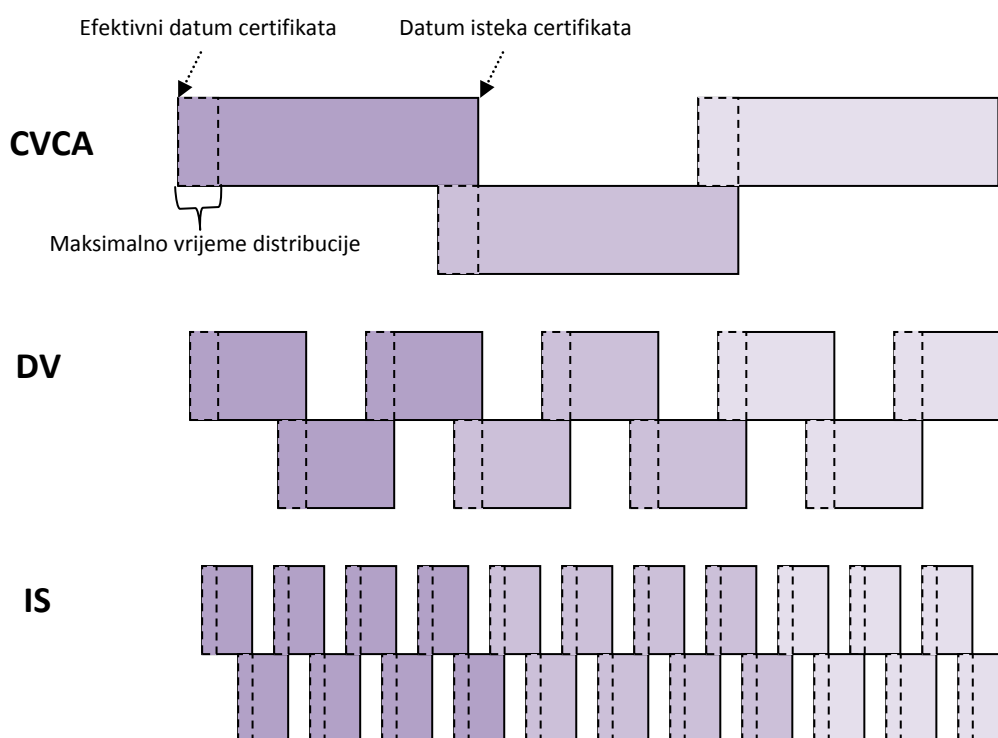 Efektivni datum certifikata
Datum isteka certifikata
CVCA
Maksimalno vrijeme distribucije
DV
IS